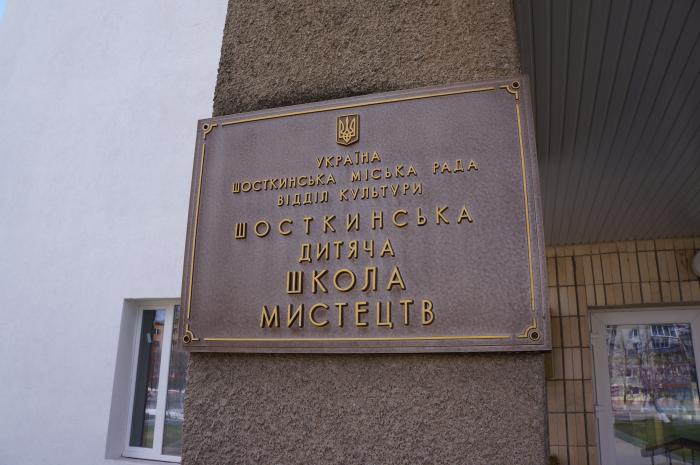 УКРАЇНА
ШОСТКИНСЬКА МІСЬКА РАДА
ВІДДІЛ КУЛЬТУРИ
ШОСТКИНСЬКА
ДИТЯЧА
ШКОЛА
МИСТЕЦТВ